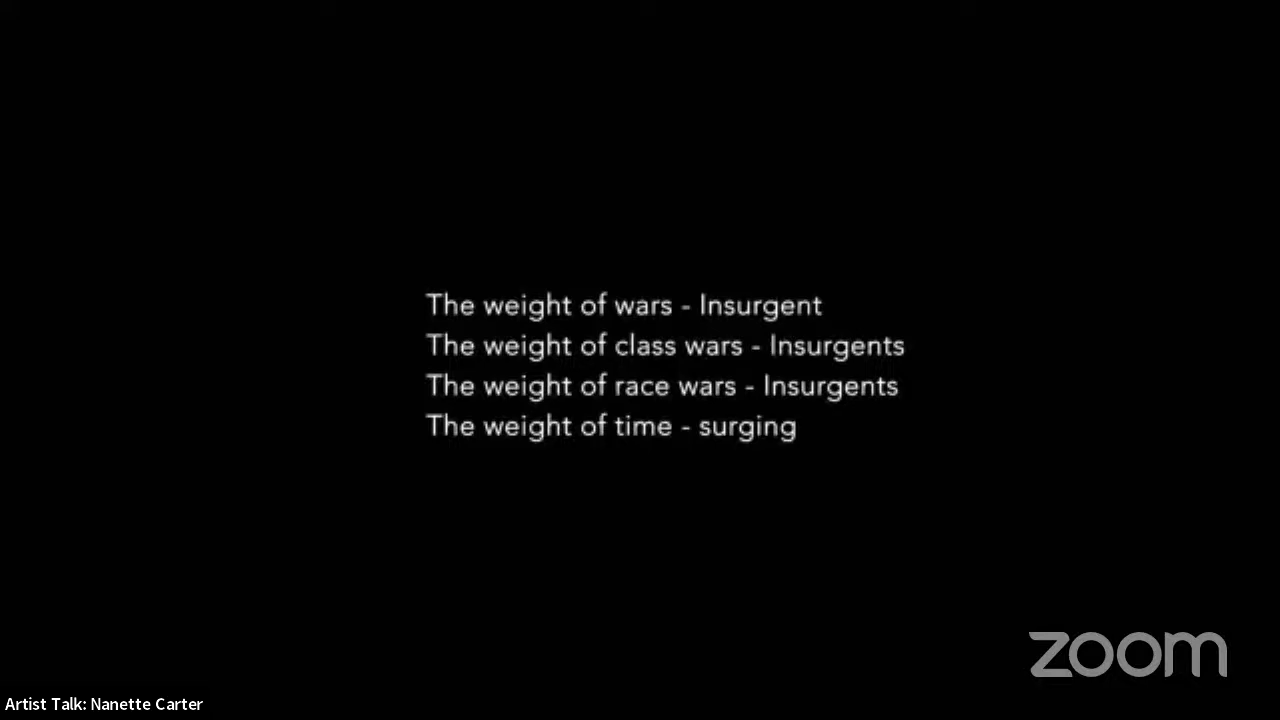 The weight of wars - Insurgent
The weight of class wars - Insurgents
The weight of race wars - Insurgents
The weight of time - surging
zoom
Artist Talk: Nanette Carter